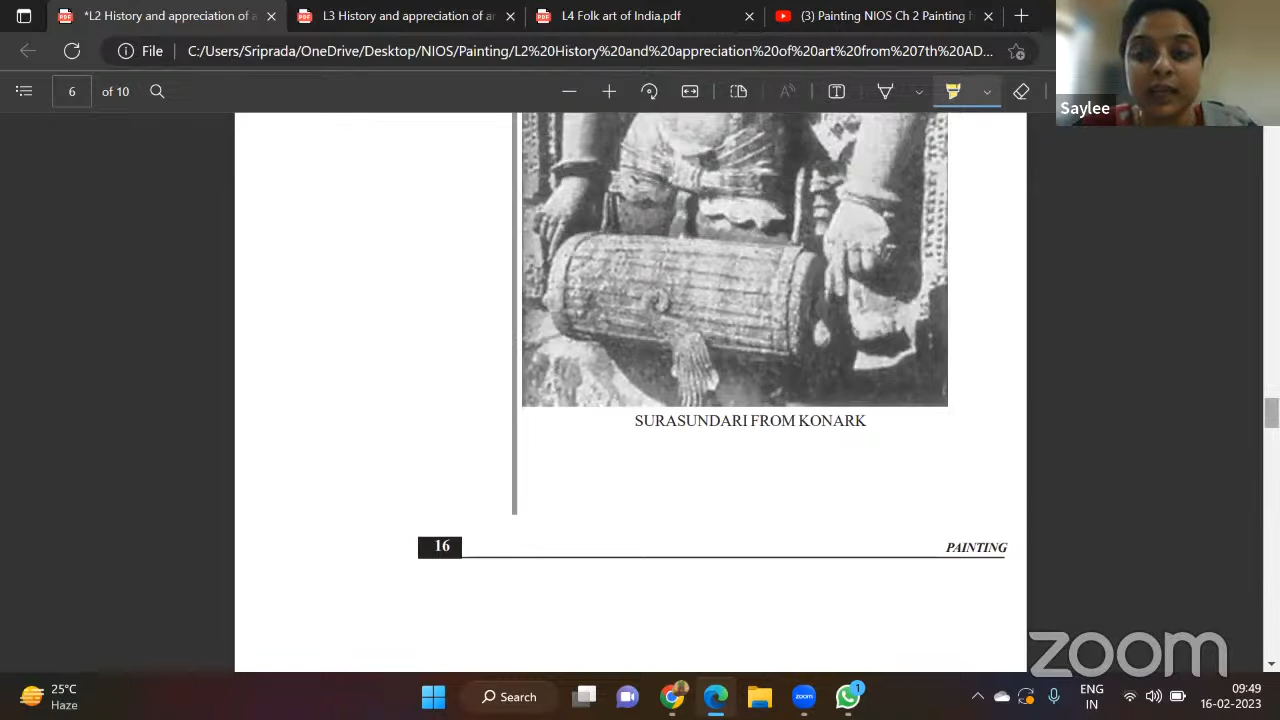 *L2 History and appreciation of a
L3 History and appreciation of a
L4 Folk art of India.pdf
(3) Painting NIOS Ch 2 Painting
File
C:/Users/Sriprada/OneDrive/Desktop/NIOS/Painting/L2%20History%20and%20appreciation%20of%20art%20from%207th%20AD...
6 of 10
Saylee
SURASUNDARI FROM KONARK
16
PAINTING
zoom
25°C
Haze
Search
zoom
1
ENG
IN
09:49
16-02-2023